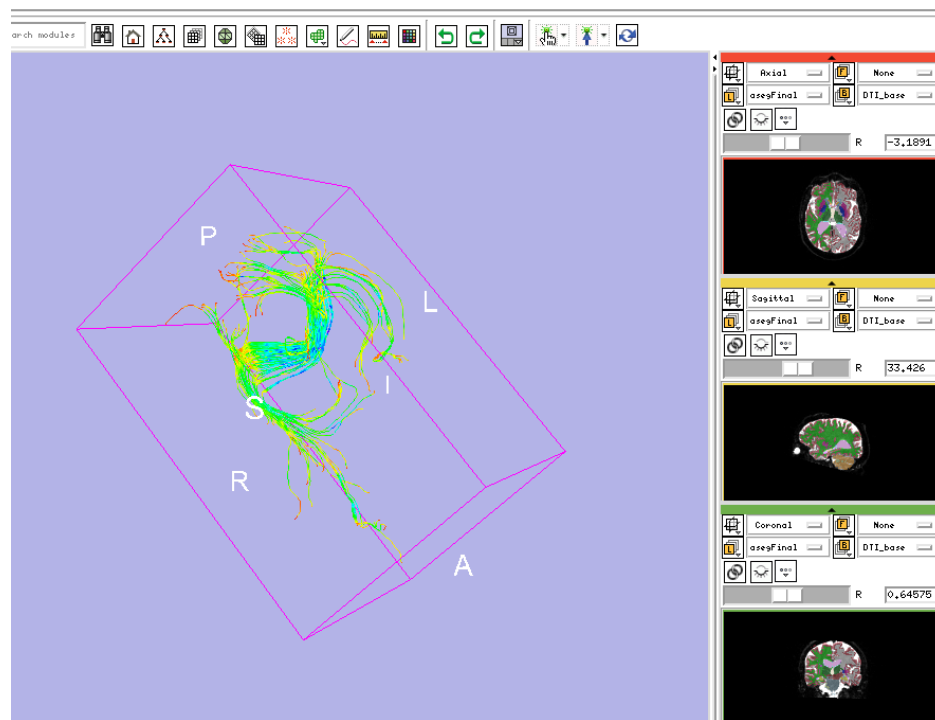 arch modules
Axial F None
L asegFinal B DTI_base
R -3.1891
P
L
I
S
R
A
Sagittal F None
L asegFinal B DTI_base
R 33.426
Coronal F None
L asegFinal B DTI_base
R 0.64575